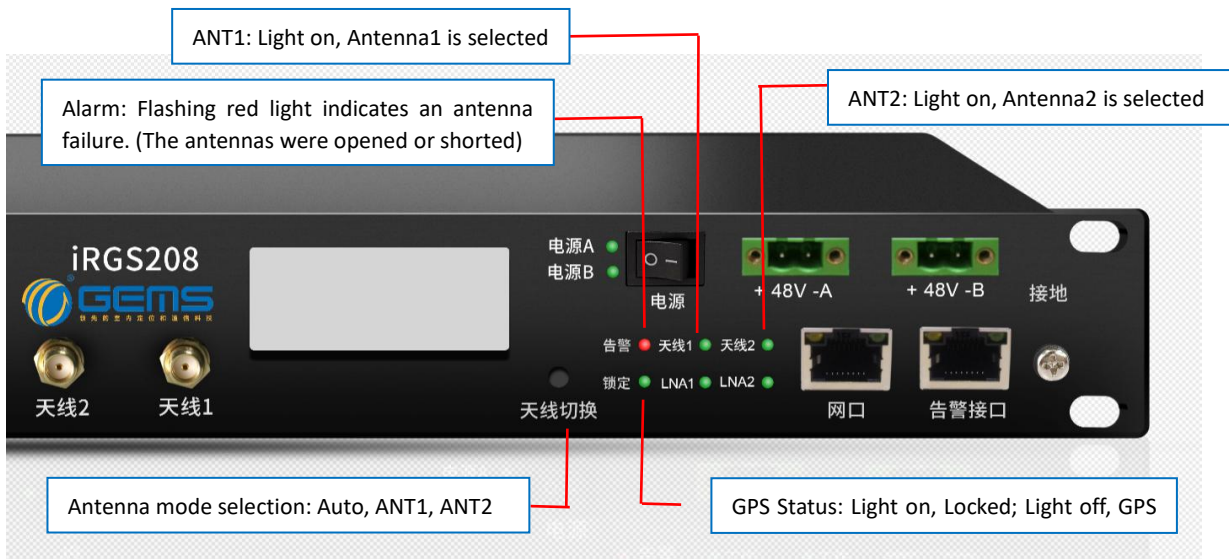 ANT1: Light on, Antenna1 is selected
Alarm: Flashing red light indicates an antenna
failure. (The antennas were opened or shorted)
ANT2: Light on, Antenna2 is selected
iRGS208
®
GEMS
电源A
电源B
电源
+ 48V -A
+ 48V -B
接地
告警
天线1
天线2
锁定
LNA1
LNA2
天线2
天线1
天线切换
网口
告警接口
Antenna mode selection: Auto, ANT1, ANT2
GPS Status: Light on, Locked; Light off, GPS